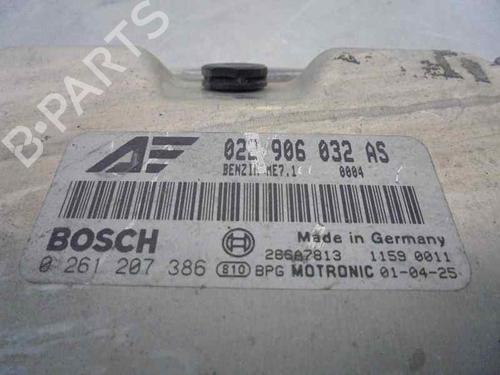 B-PARTS
022 906 032 AS
BENZIN ME7.1 0004
BOSCH
Made in Germany
286A7813 1159 0011
0 261 207 386 810 BPG MOTRONIC 01-04-25